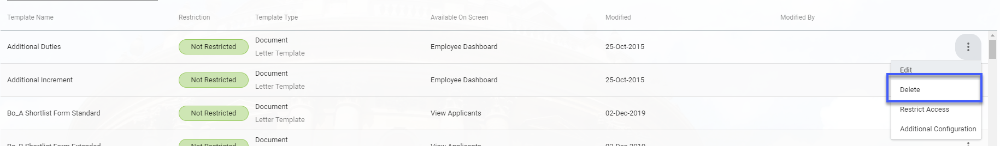 Template Name Restriction Template Type Available On Screen Modified Modified By
Additional Duties Not Restricted Document Employee Dashboard 25-Oct-2015
Letter Template
Edit
Additional Increment Not Restricted Document Employee Dashboard 25-Oct-2015
Letter Template
Delete
Bo_A Shortlist Form Standard Not Restricted Document View Applicants 02-Dec-2019
Letter Template
Restrict Access
Additional Configuration
Bo_B Shortlist Form Extended Not Restricted Document View Applicants 02-Dec-2019